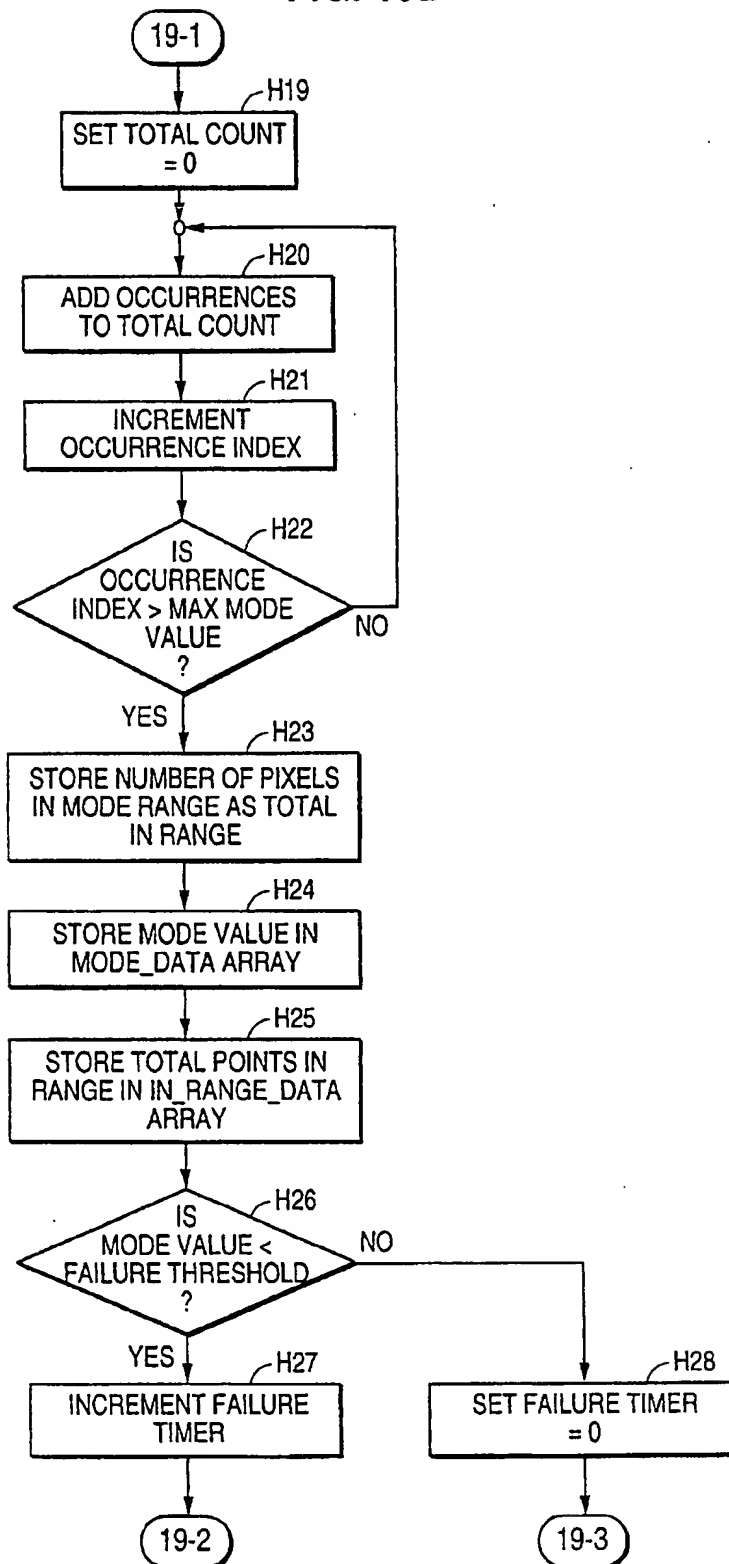 19-1
H19
SET TOTAL COUNT
= 0
H20
ADD OCCURRENCES
TO TOTAL COUNT
H21
INCREMENT
OCCURRENCE INDEX
H22
IS
OCCURRENCE
INDEX > MAX MODE
VALUE
?
NO
YES
H23
STORE NUMBER OF PIXELS
IN MODE RANGE AS TOTAL
IN RANGE
H24
STORE MODE VALUE IN
MODE_DATA ARRAY
H25
STORE TOTAL POINTS IN
RANGE IN IN_RANGE_DATA
ARRAY
H26
IS
MODE VALUE <
FAILURE THRESHOLD
?
NO
YES
H27
INCREMENT FAILURE
TIMER
H28
SET FAILURE TIMER
= 0
19-2
19-3